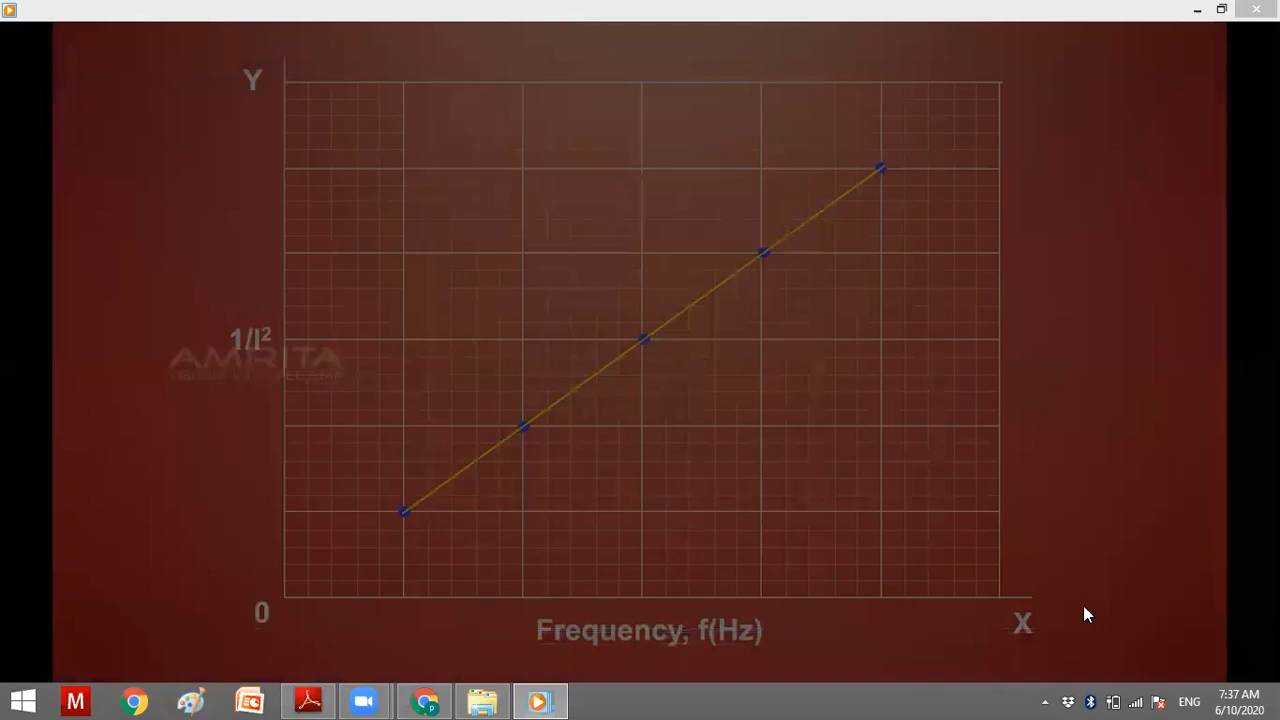 Y
1/l²
AMRITA
0
Frequency, f(Hz)
X
M
ENG
7:37 AM
6/10/2020